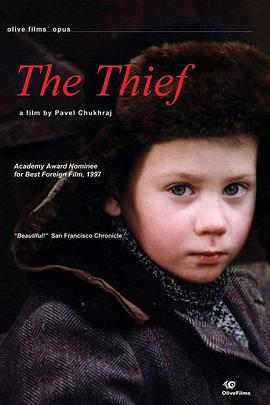 olive films' opus
The Thief
a film by Pavel Chukhraj
Academy Award Nominee
for Best Foreign Film, 1997
"Beautiful!" San Francisco Chronicle
OliveFilms